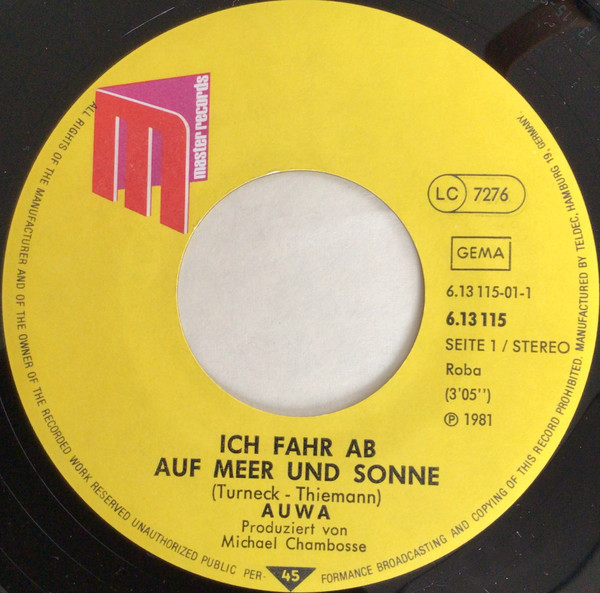 master records
LC 7276
GEMA
6.13 115-01-1
6.13 115
SEITE 1 / STEREO
Roba
(3'05'')
℗ 1981
ICH FAHR AB
AUF MEER UND SONNE
(Turneck - Thiemann)
AUWA
Produziert von
Michael Chambosse
ALL RIGHTS OF THE MANUFACTURER AND OF THE OWNER OF THE RECORDED WORK RESERVED UNAUTHORIZED PUBLIC PER- 45 FORMANCE BROADCASTING AND COPYING OF THIS RECORD PROHIBITED. MANUFACTURED BY TELDEC, HAMBURG 19, GERMANY.